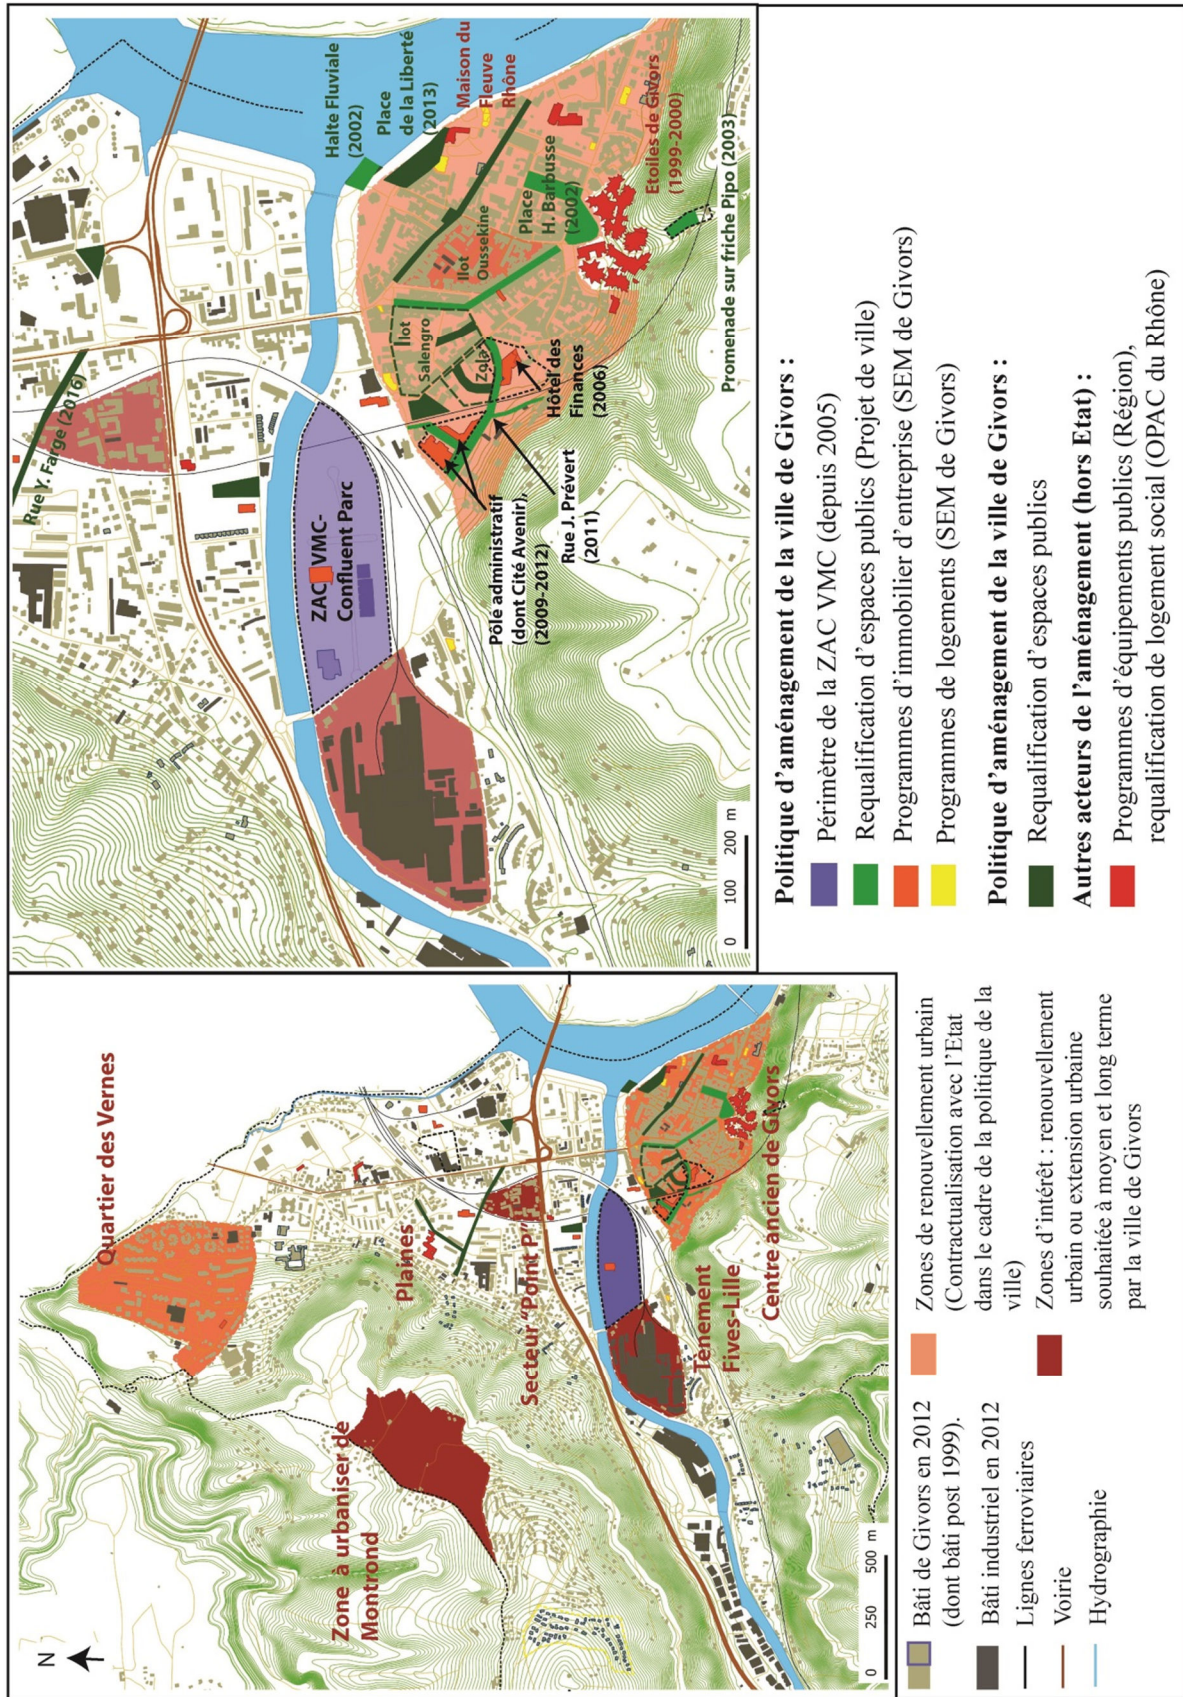 N
Quartier des Vernes
Zone à urbaniser de
Montrond
Plaines
Secteur "Point P"
Tènement
Fives-Lille
Centre ancien de Givors
0 250 500 m
Rue Y. Farge (2016)
ZAC VMC-
Confluent Parc
Halte Fluviale
(2002)
Place
de la Liberté
(2013)
Maison du
Fleuve
Rhône
Ilot
Oussekine
Place
H. Barbusse
(2002)
Ilot
Salengro
Zola
Etoiles de Givors
(1999-2000)
Hôtel des
Finances
(2006)
Pôlé administratif
(dont Cité Avenir),
(2009-2012)
Rue J. Prévert
(2011)
Promenade sur friche Pipo (2003)
0 100 200 m
Bâti de Givors en 2012
(dont bâti post 1999).
Bâti industriel en 2012
Lignes ferroviaires
Voirie
Hydrographie
Zones de renouvellement urbain
(Contractualisation avec l'Etat
dans le cadre de la politique de la
ville)
Zones d'intérêt : renouvellement
urbain ou extension urbaine
souhaitée à moyen et long terme
par la ville de Givors
Politique d'aménagement de la ville de Givors :
Périmètre de la ZAC VMC (depuis 2005)
Requalification d'espaces publics (Projet de ville)
Programmes d'immobilier d'entreprise (SEM de Givors)
Programmes de logements (SEM de Givors)
Politique d'aménagement de la ville de Givors :
Requalification d'espaces publics
Autres acteurs de l'aménagement (hors Etat) :
Programmes d'équipements publics (Région),
requalification de logement social (OPAC du Rhône)